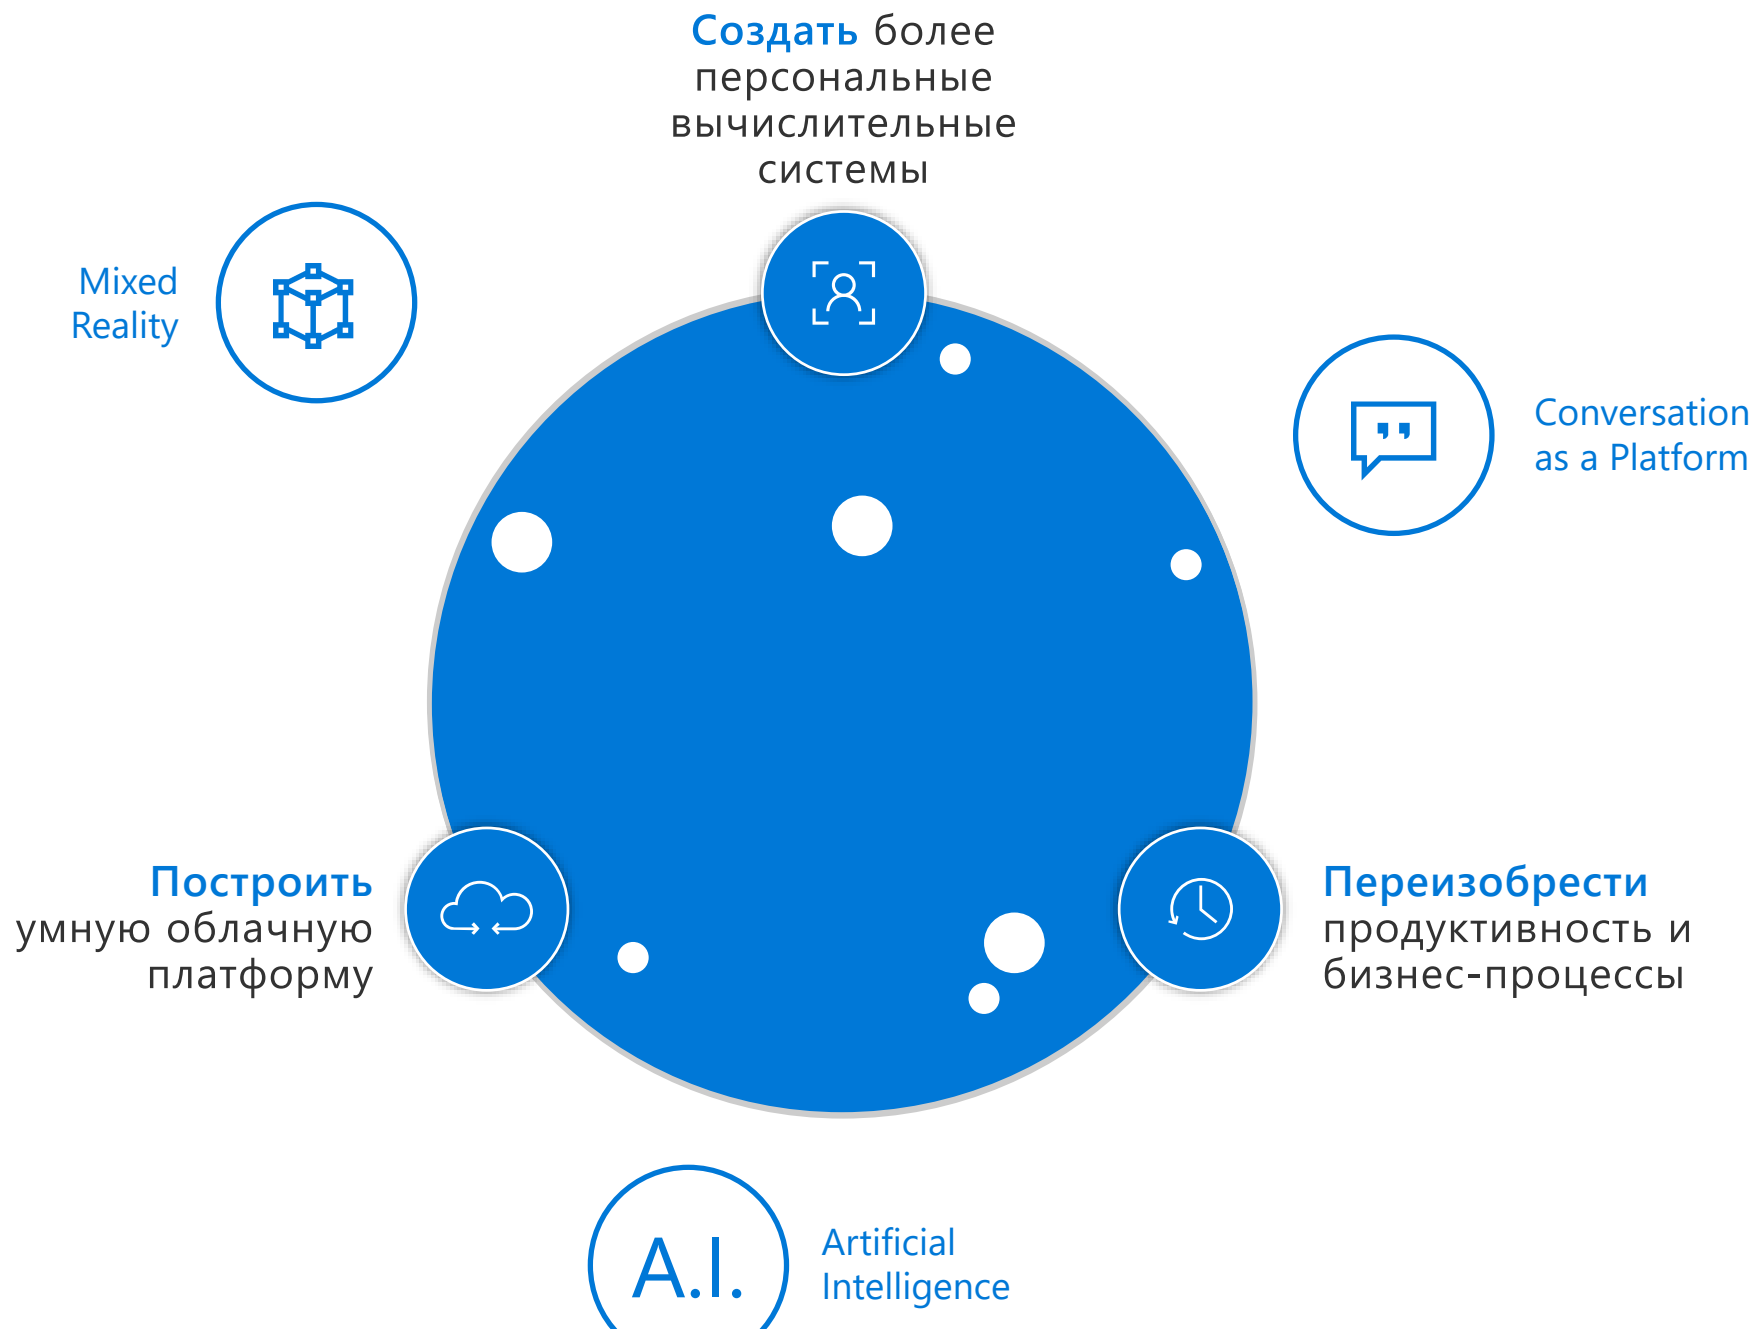 Создать более
персональные
вычислительные
системы
Mixed
Reality
Conversation
as a Platform
Построить
умную облачную
платформу
Переизобрести
продуктивность и
бизнес-процессы
A.I.
Artificial
Intelligence